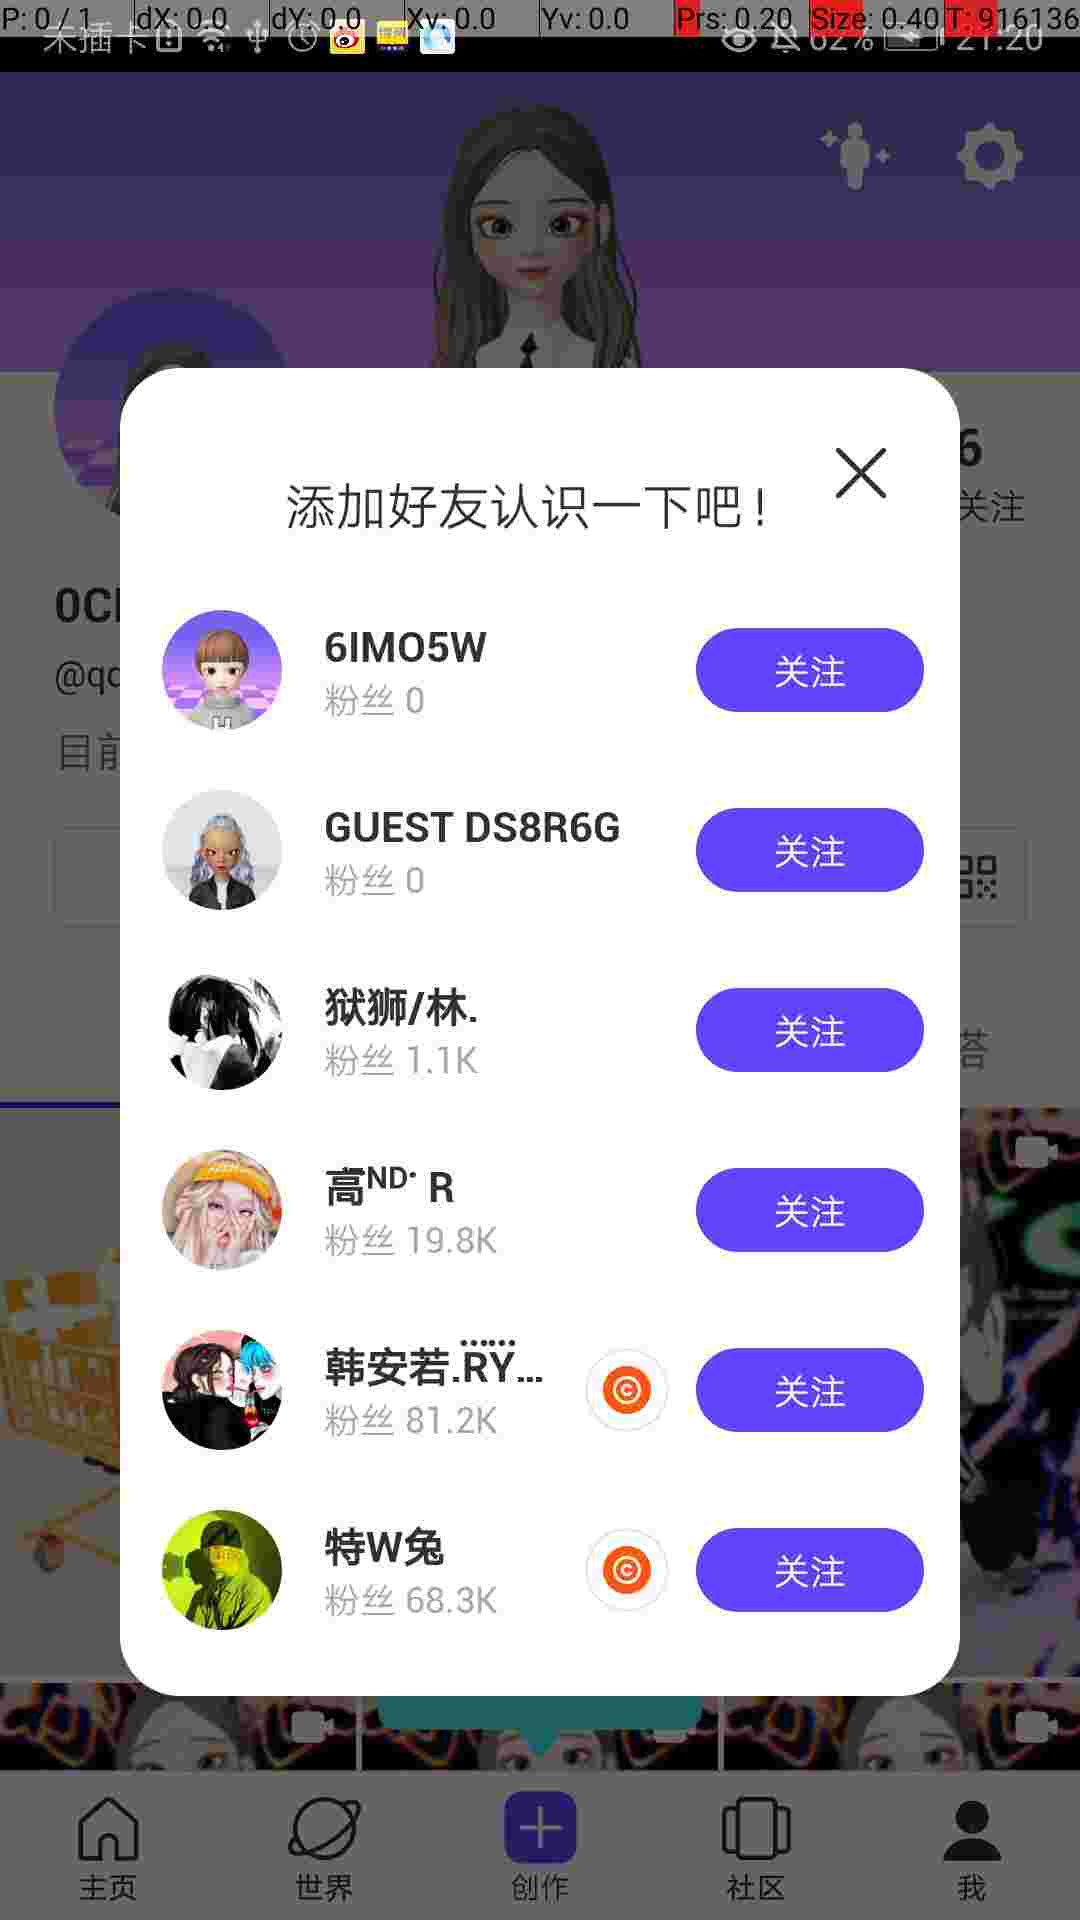 P: 0 / 1 dX: 0.0 dY: 0.0 Xv: 0.0 Yv: 0.0 Prs: 0.20 Size: 0.40 T: 916136
未插卡 62% 21:20
6
关注
添加好友认识一下吧！
6IMO5W
粉丝 0
关注
GUEST DS8R6G
粉丝 0
关注
狱狮/林.
粉丝 1.1K
关注
高ᴺᴰ· R
粉丝 19.8K
关注
韩安若.R̈Ÿ...
粉丝 81.2K
关注
特W兔
粉丝 68.3K
关注
目前
答
主页
世界
创作
社区
我